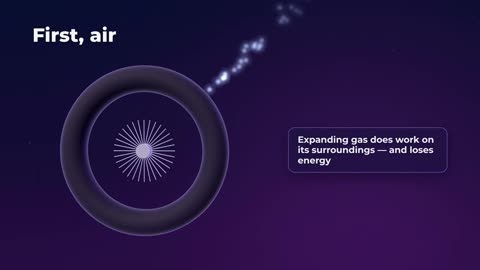 First, air
Expanding gas does work on
its surroundings — and loses
energy